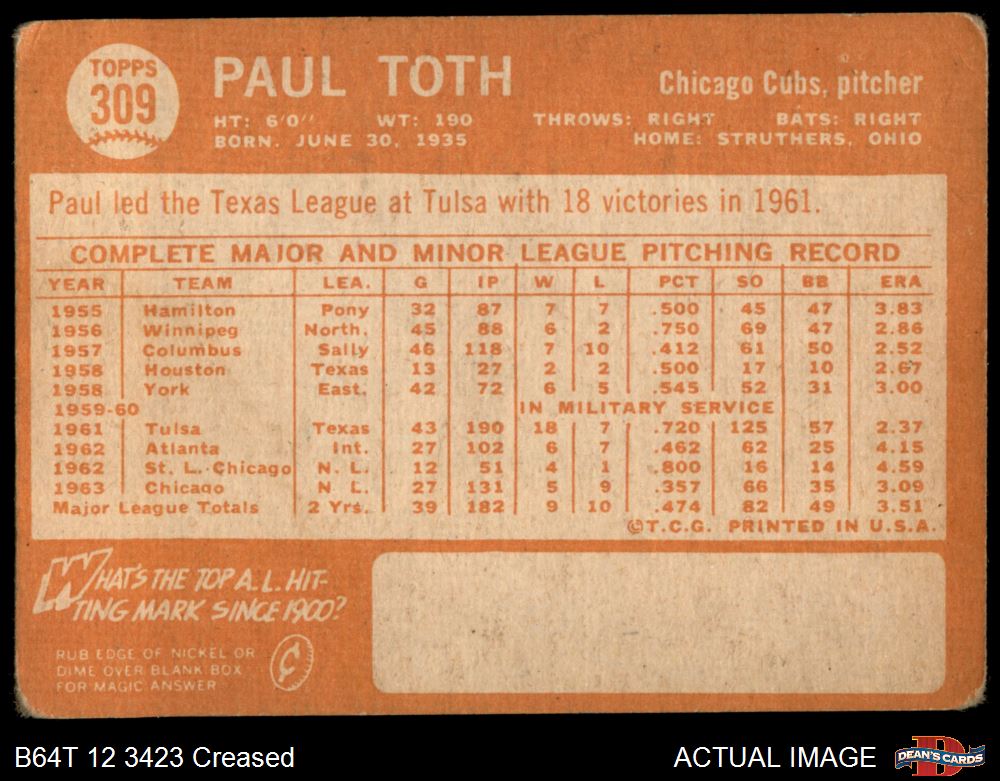 TOPPS
309
PAUL TOTH
Chicago Cubs, pitcher
HT: 6'0" WT: 190 THROWS: RIGHT BATS: RIGHT
BORN. JUNE 30, 1935 HOME: STRUTHERS, OHIO
Paul led the Texas League at Tulsa with 18 victories in 1961.
COMPLETE MAJOR AND MINOR LEAGUE PITCHING RECORD
YEAR TEAM LEA. G IP W L PCT SO BB ERA
1955 Hamilton Pony 32 87 7 7 .500 45 47 3.83
1956 Winnipeg North. 45 88 6 2 .750 69 47 2.86
1957 Columbus Sally 46 118 7 10 .412 61 50 2.52
1958 Houston Texas 13 27 2 2 .500 17 10 2.67
1958 York East. 42 72 6 5 .545 52 31 3.00
1959-60 IN MILITARY SERVICE
1961 Tulsa Texas 43 190 18 7 .720 125 57 2.37
1962 Atlanta Int. 27 102 6 7 .462 62 25 4.15
1962 St. L.-Chicago N. L. 12 51 4 1 .800 16 14 4.59
1963 Chicago N. L. 27 131 5 9 .357 66 35 3.09
Major League Totals 2 Yrs. 39 182 9 10 .474 82 49 3.51
©T.C.G. PRINTED IN U.S.A.
WHAT'S THE TOP A.L. HIT-
TING MARK SINCE 1900?
RUB EDGE OF NICKEL OR
DIME OVER BLANK BOX
FOR MAGIC ANSWER
¢
B64T 12 3423 Creased
ACTUAL IMAGE
D
DEAN'S CARDS